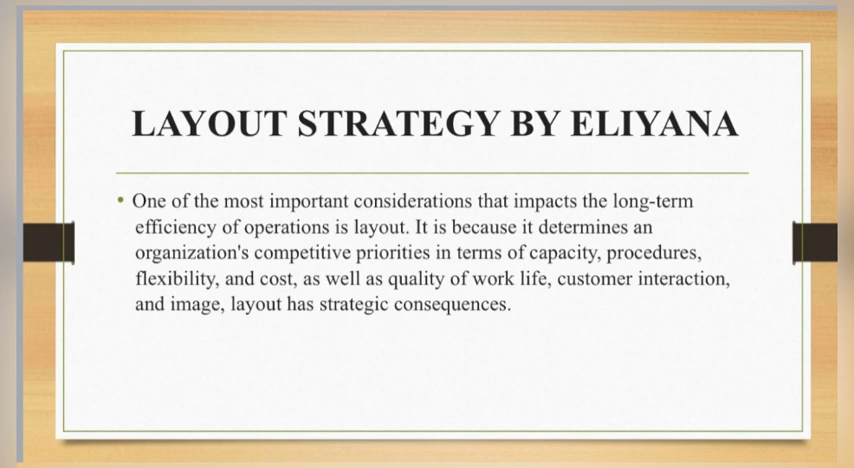 LAYOUT STRATEGY BY ELIYANA
• One of the most important considerations that impacts the long-term
efficiency of operations is layout. It is because it determines an
organization's competitive priorities in terms of capacity, procedures,
flexibility, and cost, as well as quality of work life, customer interaction,
and image, layout has strategic consequences.